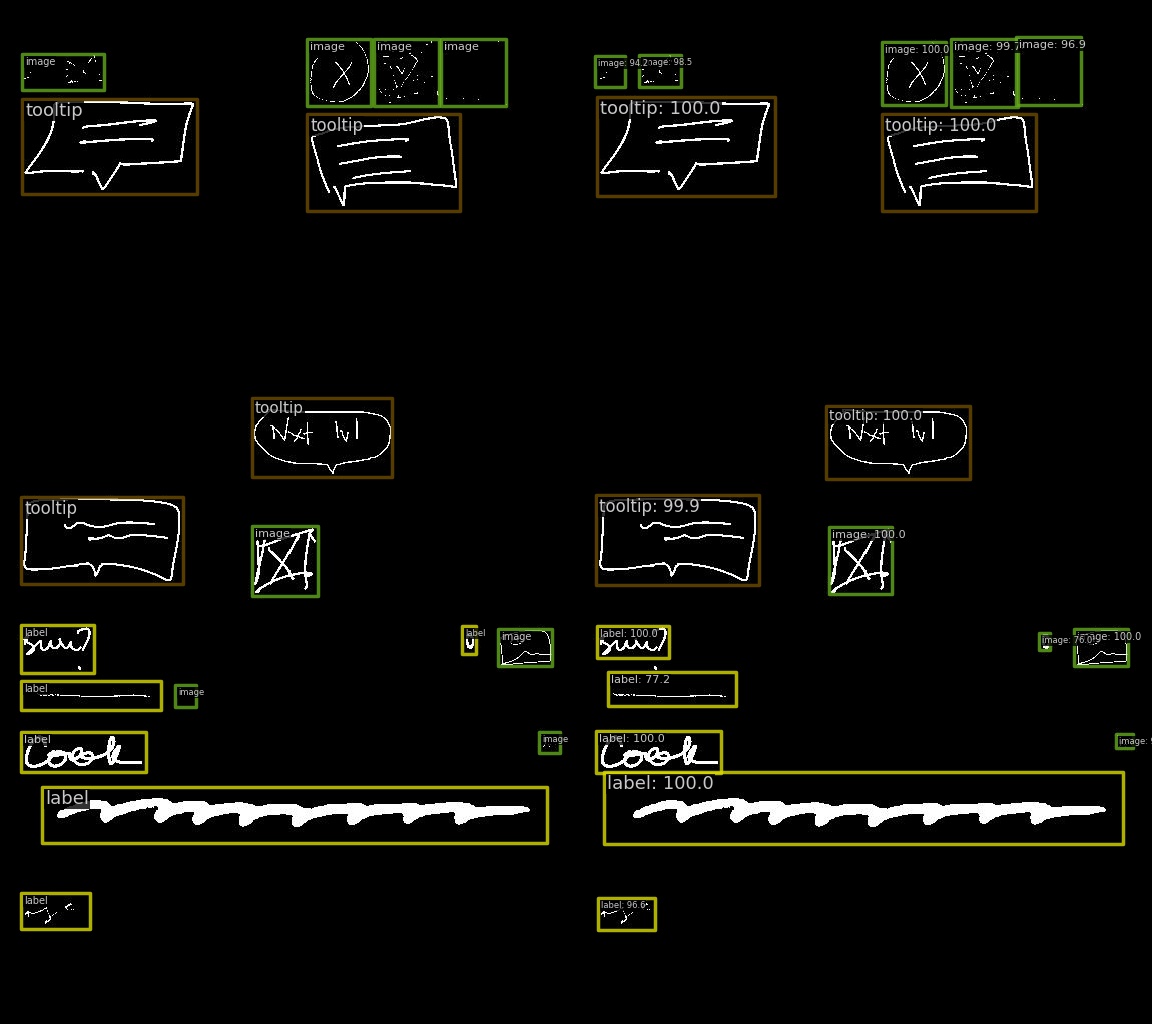 image image image image image: 94.2 image: 98.5 image: 100.0 image: 99.7 image: 96.9
tooltip tooltip: 100.0
tooltip tooltip: 100.0
X X
tooltip tooltip: 100.0
Nxt lvl Nxt lvl
tooltip tooltip: 99.9
image image: 100.0
label label image label: 100.0 image: 76.0 image: 100.0
label image label: 77.2
label image label: 100.0 image:
Cook Cook
label label: 100.0
label label: 96.6